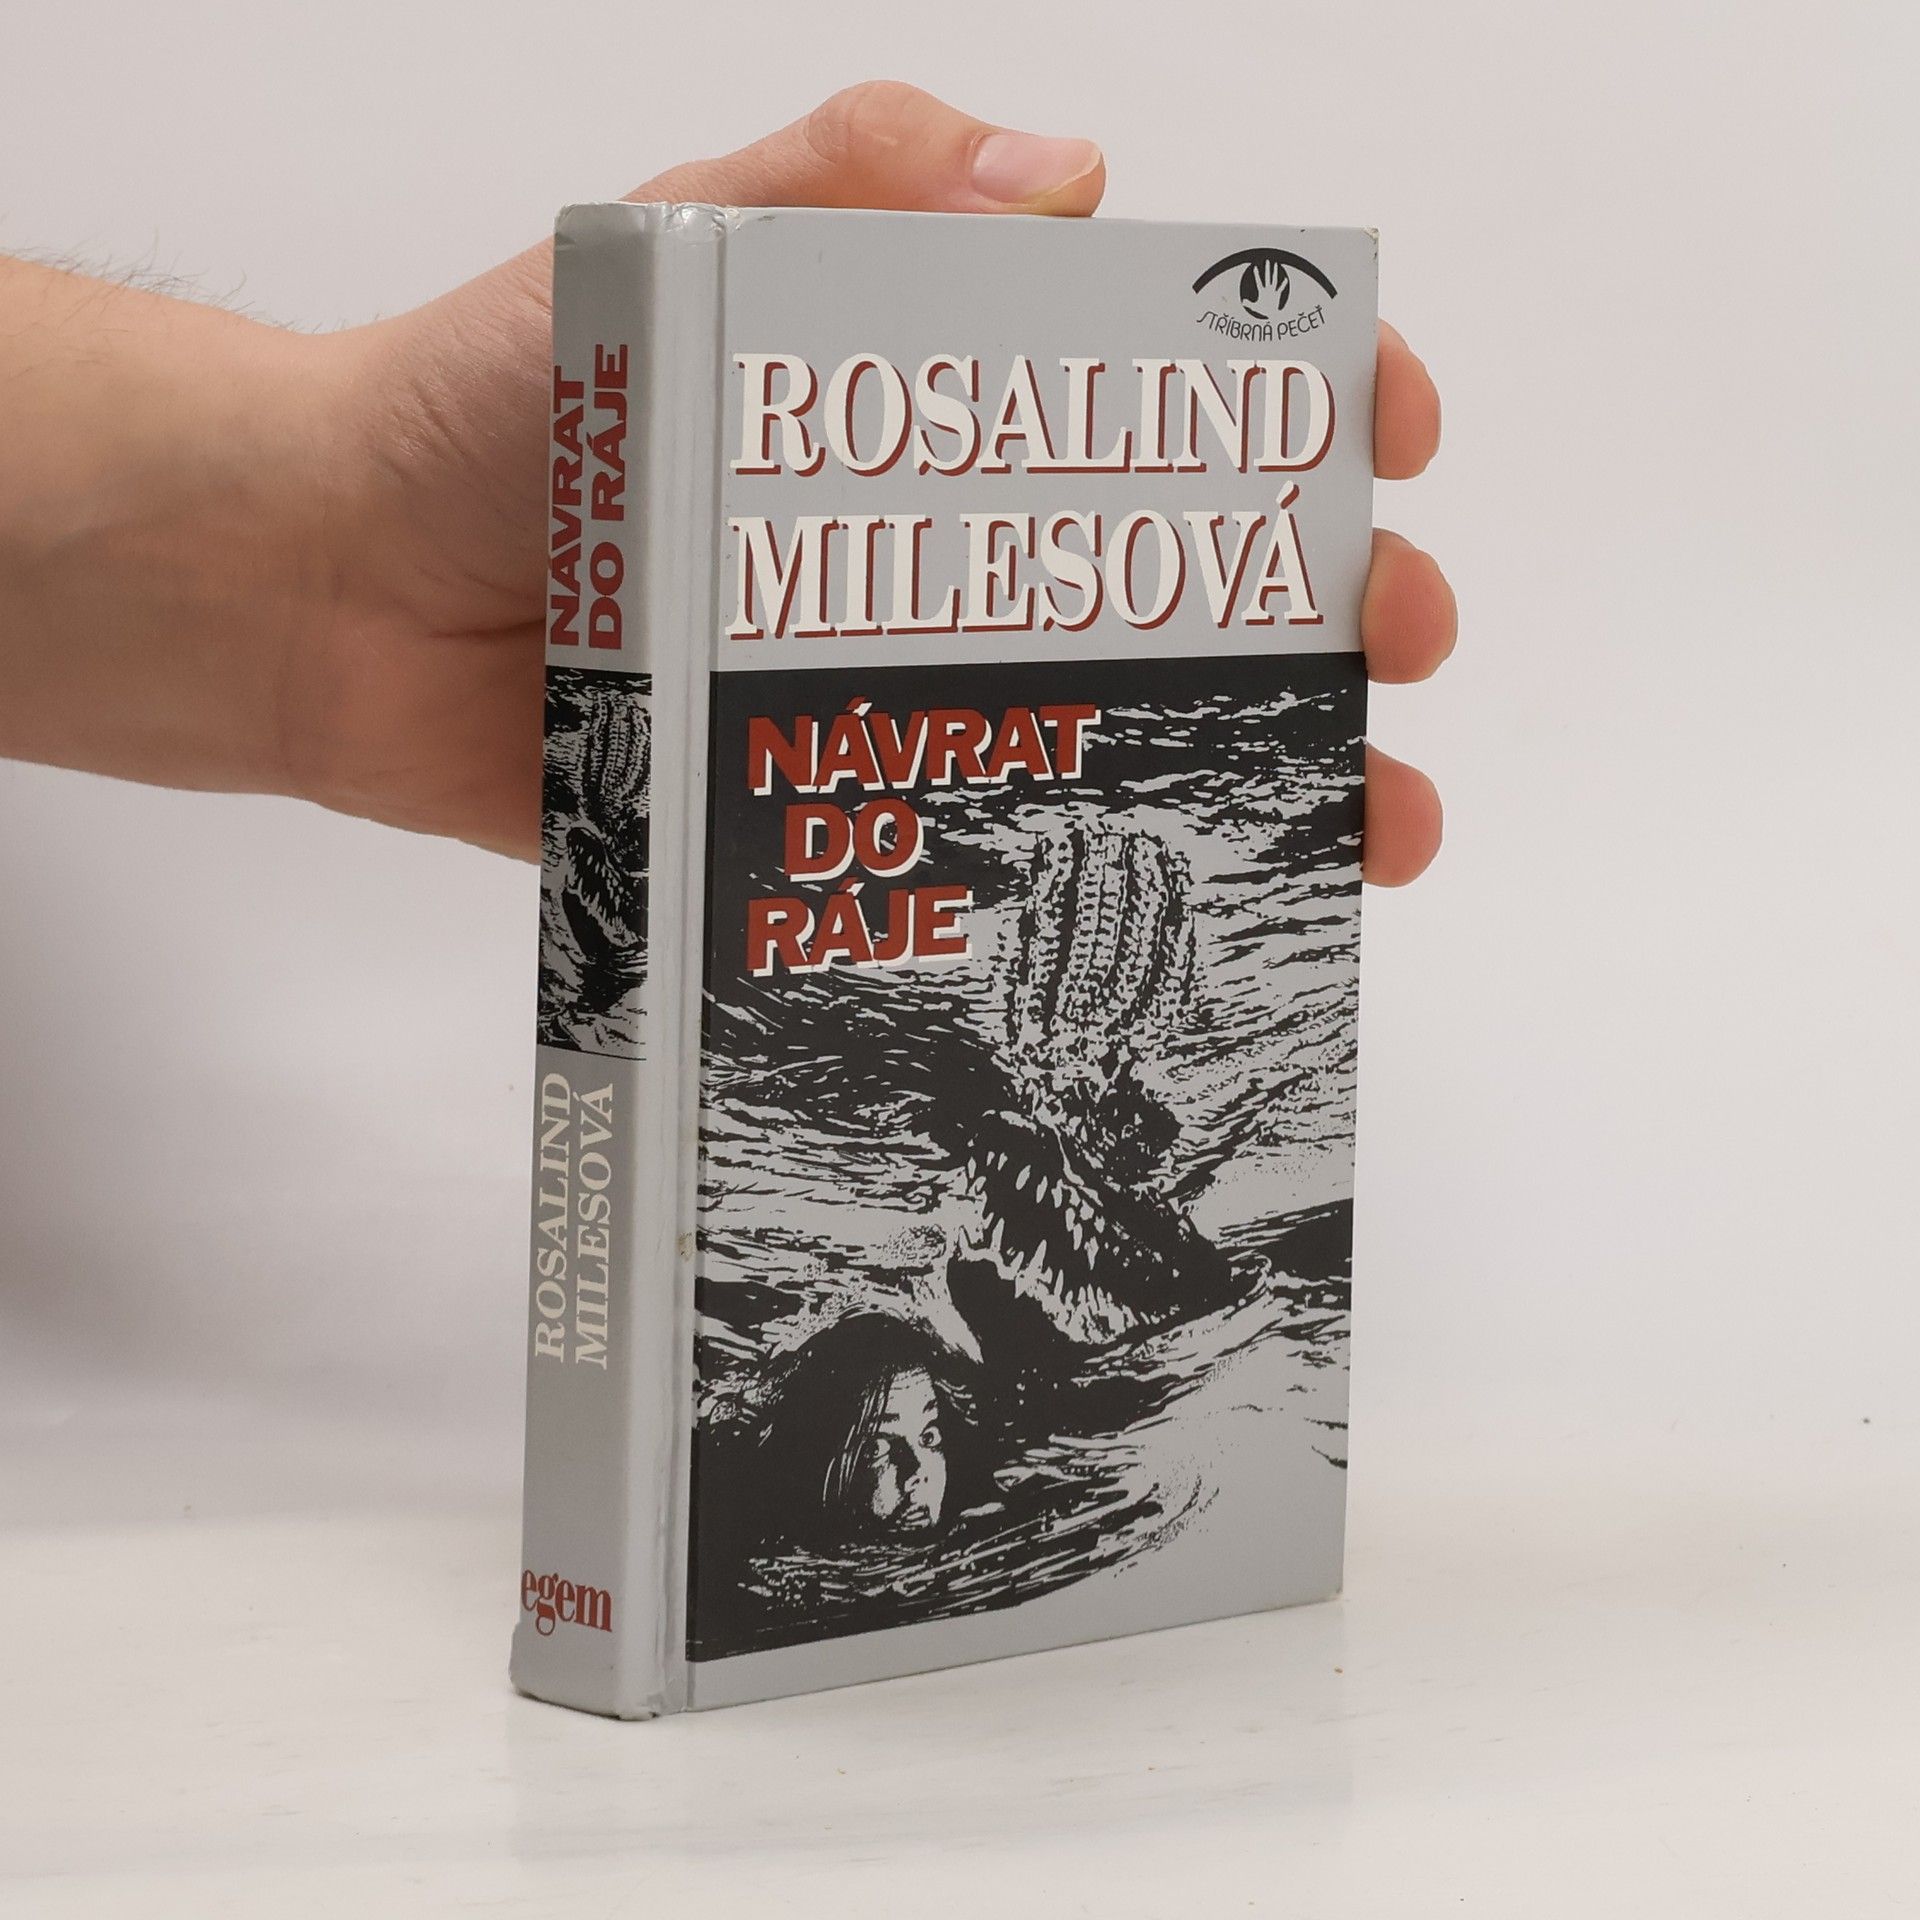 STŘÍBRNÁ PEČEŤ
ROSALIND
MILESOVÁ
NÁVRAT
DO
RÁJE
NÁVRAT
DO RÁJE
ROSALIND
MILESOVÁ
egem